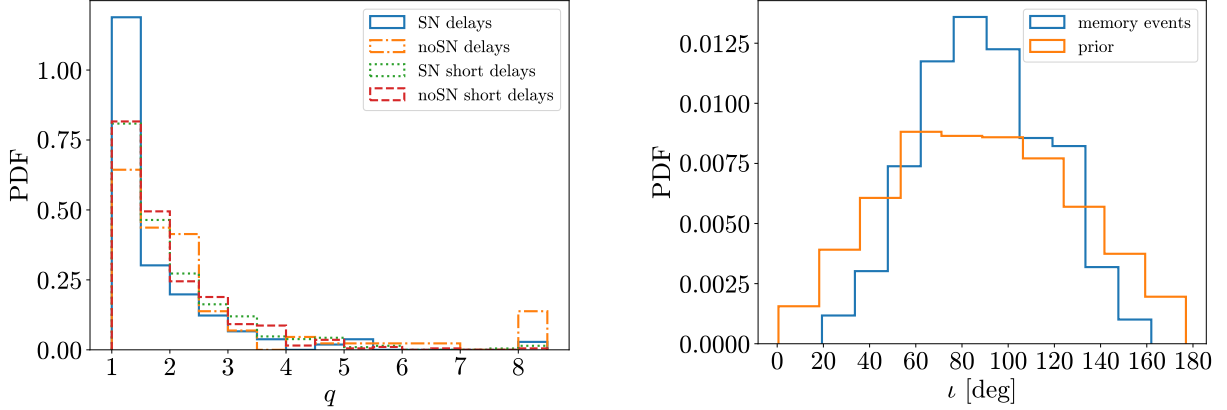 PDF
1.00
0.75
0.50
0.25
0.00
1 2 3 4 5 6 7 8
q
SN delays
noSN delays
SN short delays
noSN short delays
PDF
0.0125
0.0100
0.0075
0.0050
0.0025
0.0000
0 20 40 60 80 100 120 140 160 180
ι [deg]
memory events
prior